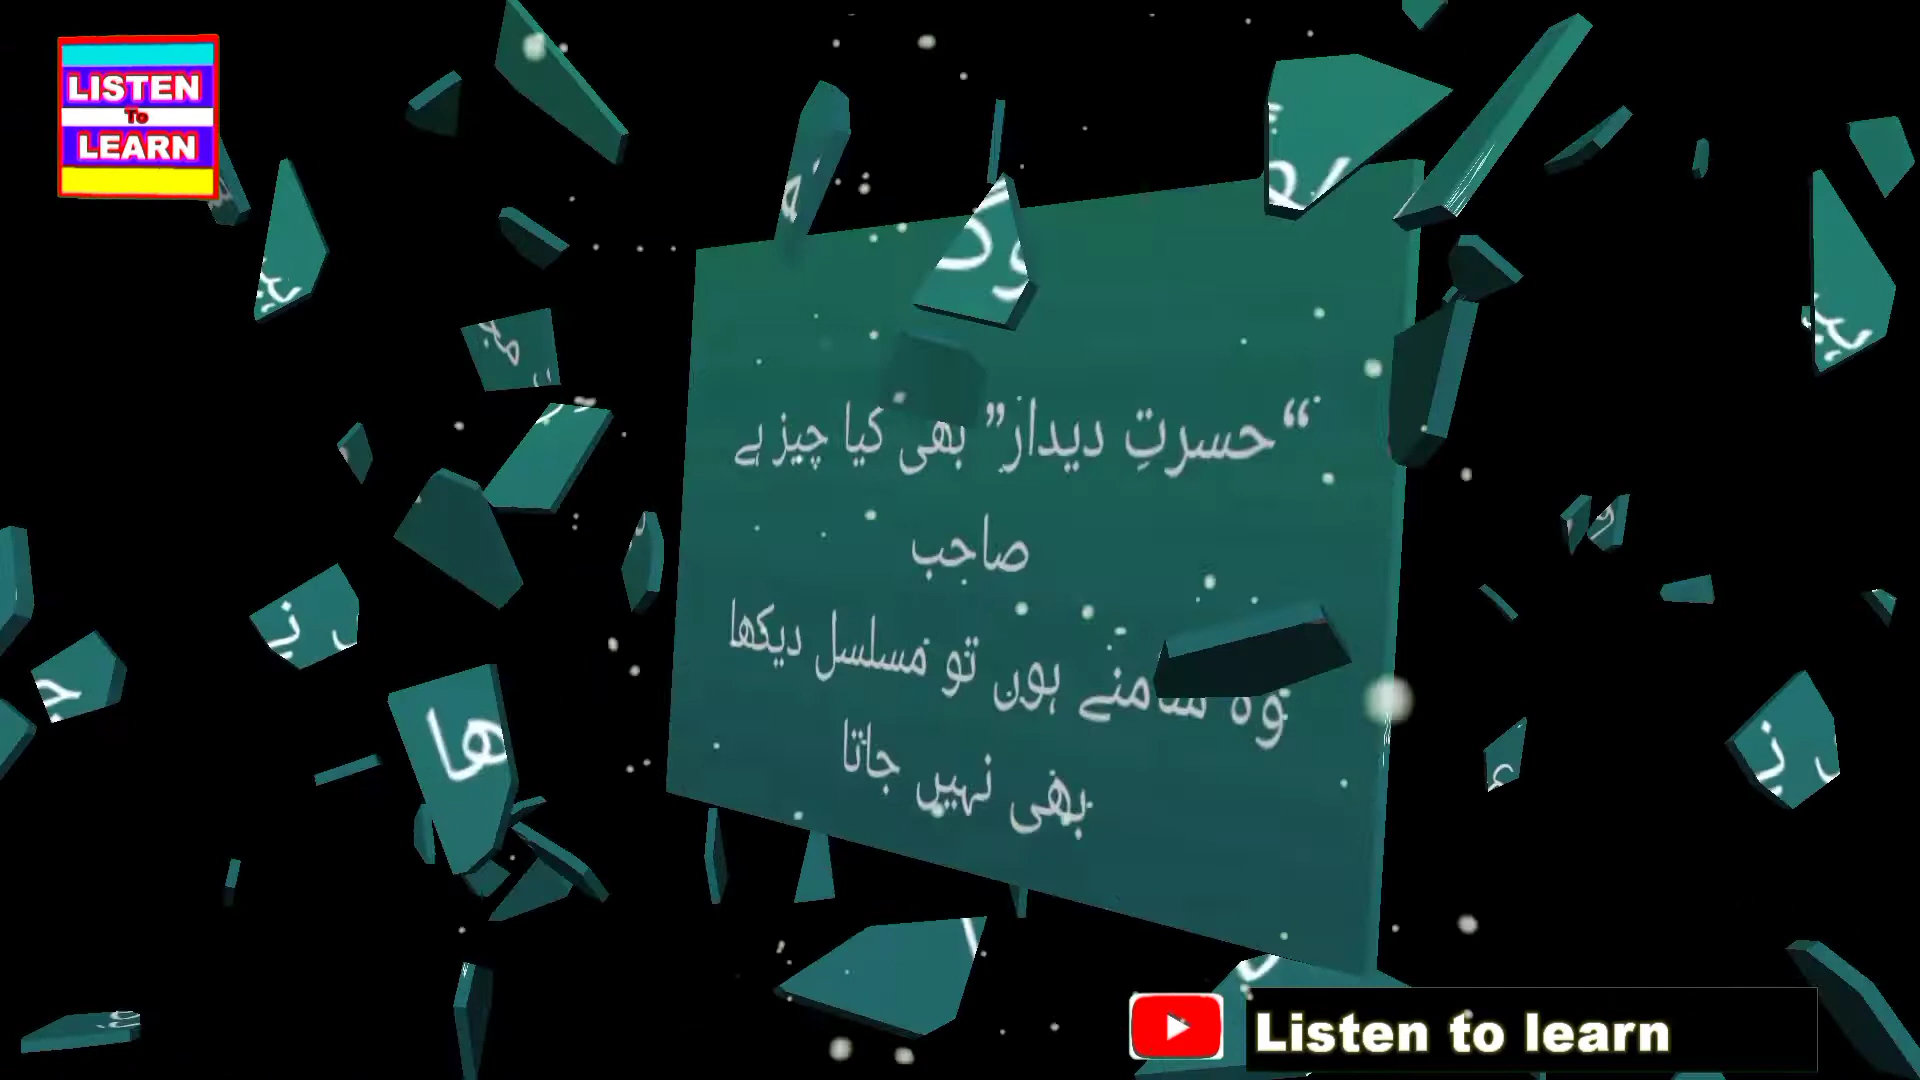 LISTEN
To
LEARN
“حسرتِ دیدار” بھی کیا چیز ہے
صاحب
وہ سامنے ہوں تو مسلسل دیکھا
بھی نہیں جاتا
Listen to learn